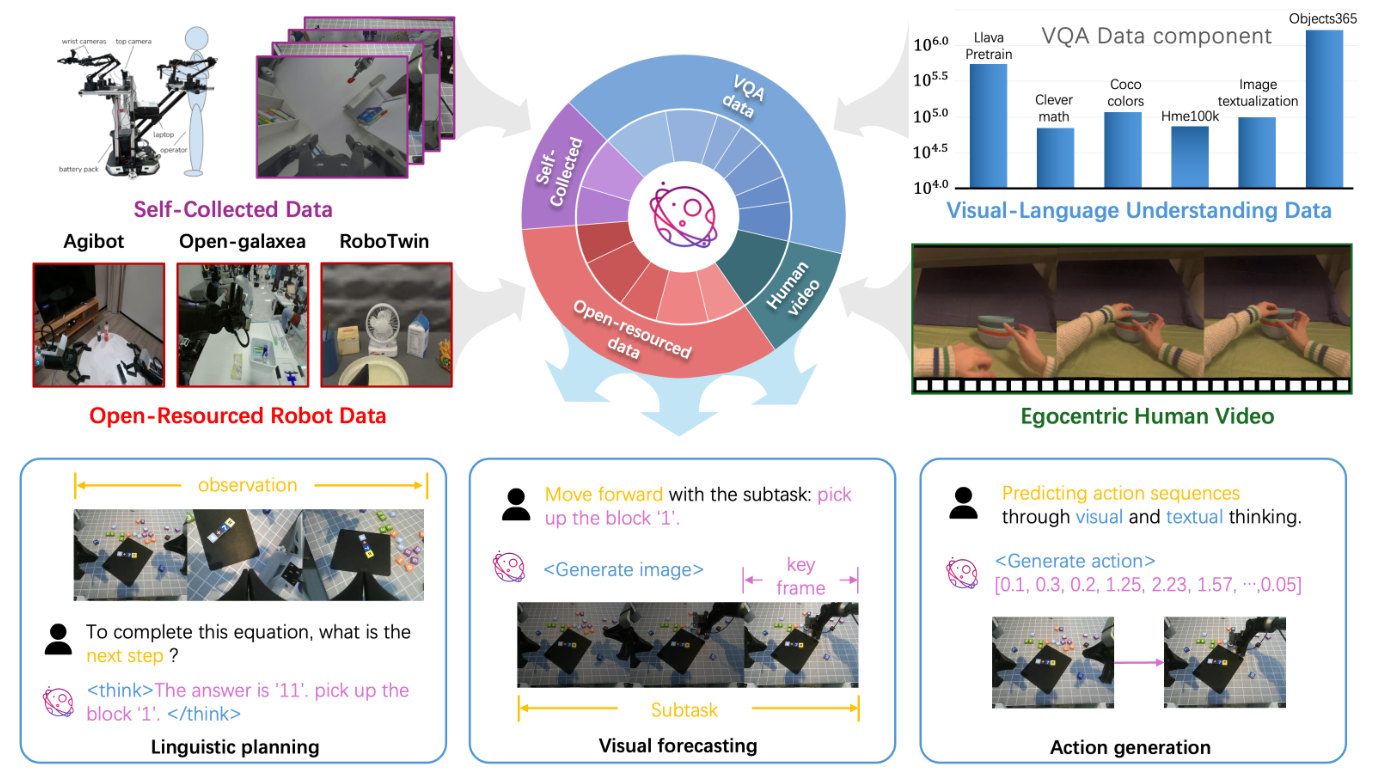 wrist cameras
top camera
laptop
operator
battery pack
Self-Collected Data
Agibot
Open-galaxea
RoboTwin
Open-Resourced Robot Data
VQA
data
Self-
Collected
Human
video
Open-resourced
data
VQA Data component
10^6.0
10^5.5
10^5.0
10^4.5
10^4.0
Llava
Pretrain
Clever
math
Coco
colors
Hme100k
Image
textualization
Objects365
Visual-Language Understanding Data
Egocentric Human Video
observation
To complete this equation, what is the
next step ?
<think>The answer is '11'. pick up the
block '1'. </think>
Linguistic planning
Move forward with the subtask: pick
up the block '1'.
<Generate image>
key
frame
Subtask
Visual forecasting
Predicting action sequences
through visual and textual thinking.
<Generate action>
[0.1, 0.3, 0.2, 1.25, 2.23, 1.57, ···,0.05]
Action generation